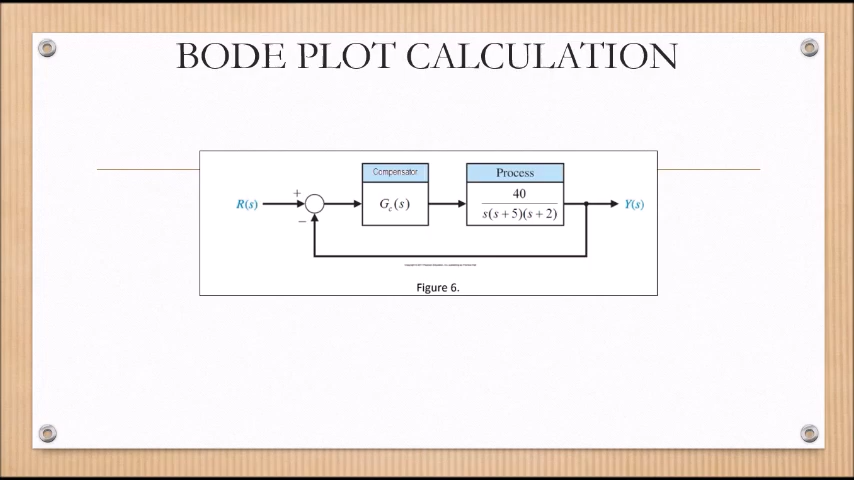 BODE PLOT CALCULATION
Compensator
Process
R(s)
+
−
G_c(s)
40
s(s + 5)(s + 2)
Y(s)
Figure 6.